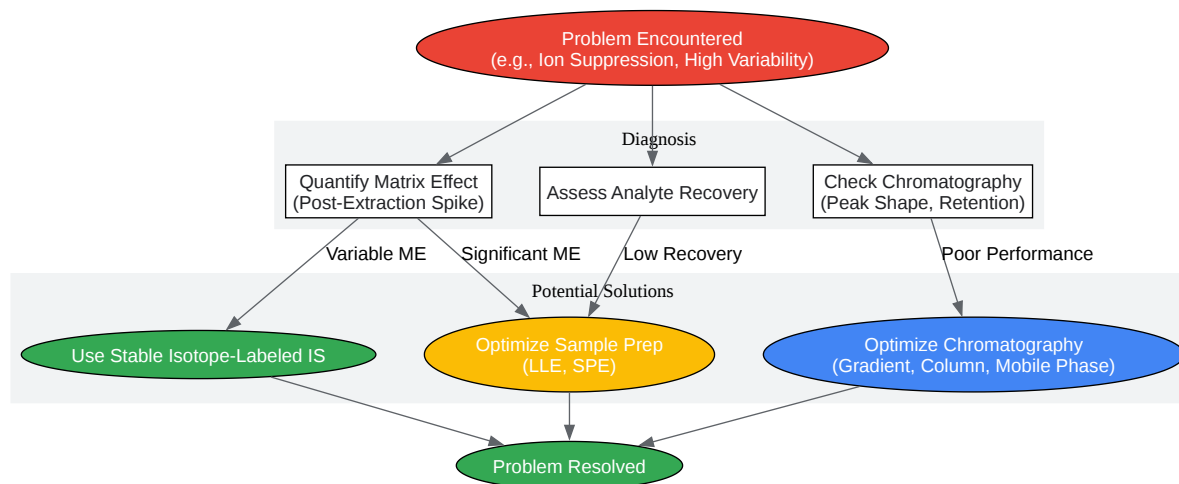 Problem Encountered
(e.g., Ion Suppression, High Variability)
Diagnosis
Quantify Matrix Effect
(Post-Extraction Spike)
Assess Analyte Recovery
Check Chromatography
(Peak Shape, Retention)
Variable ME
Significant ME
Low Recovery
Poor Performance
Potential Solutions
Use Stable Isotope-Labeled IS
Optimize Sample Prep
(LLE, SPE)
Optimize Chromatography
(Gradient, Column, Mobile Phase)
Problem Resolved